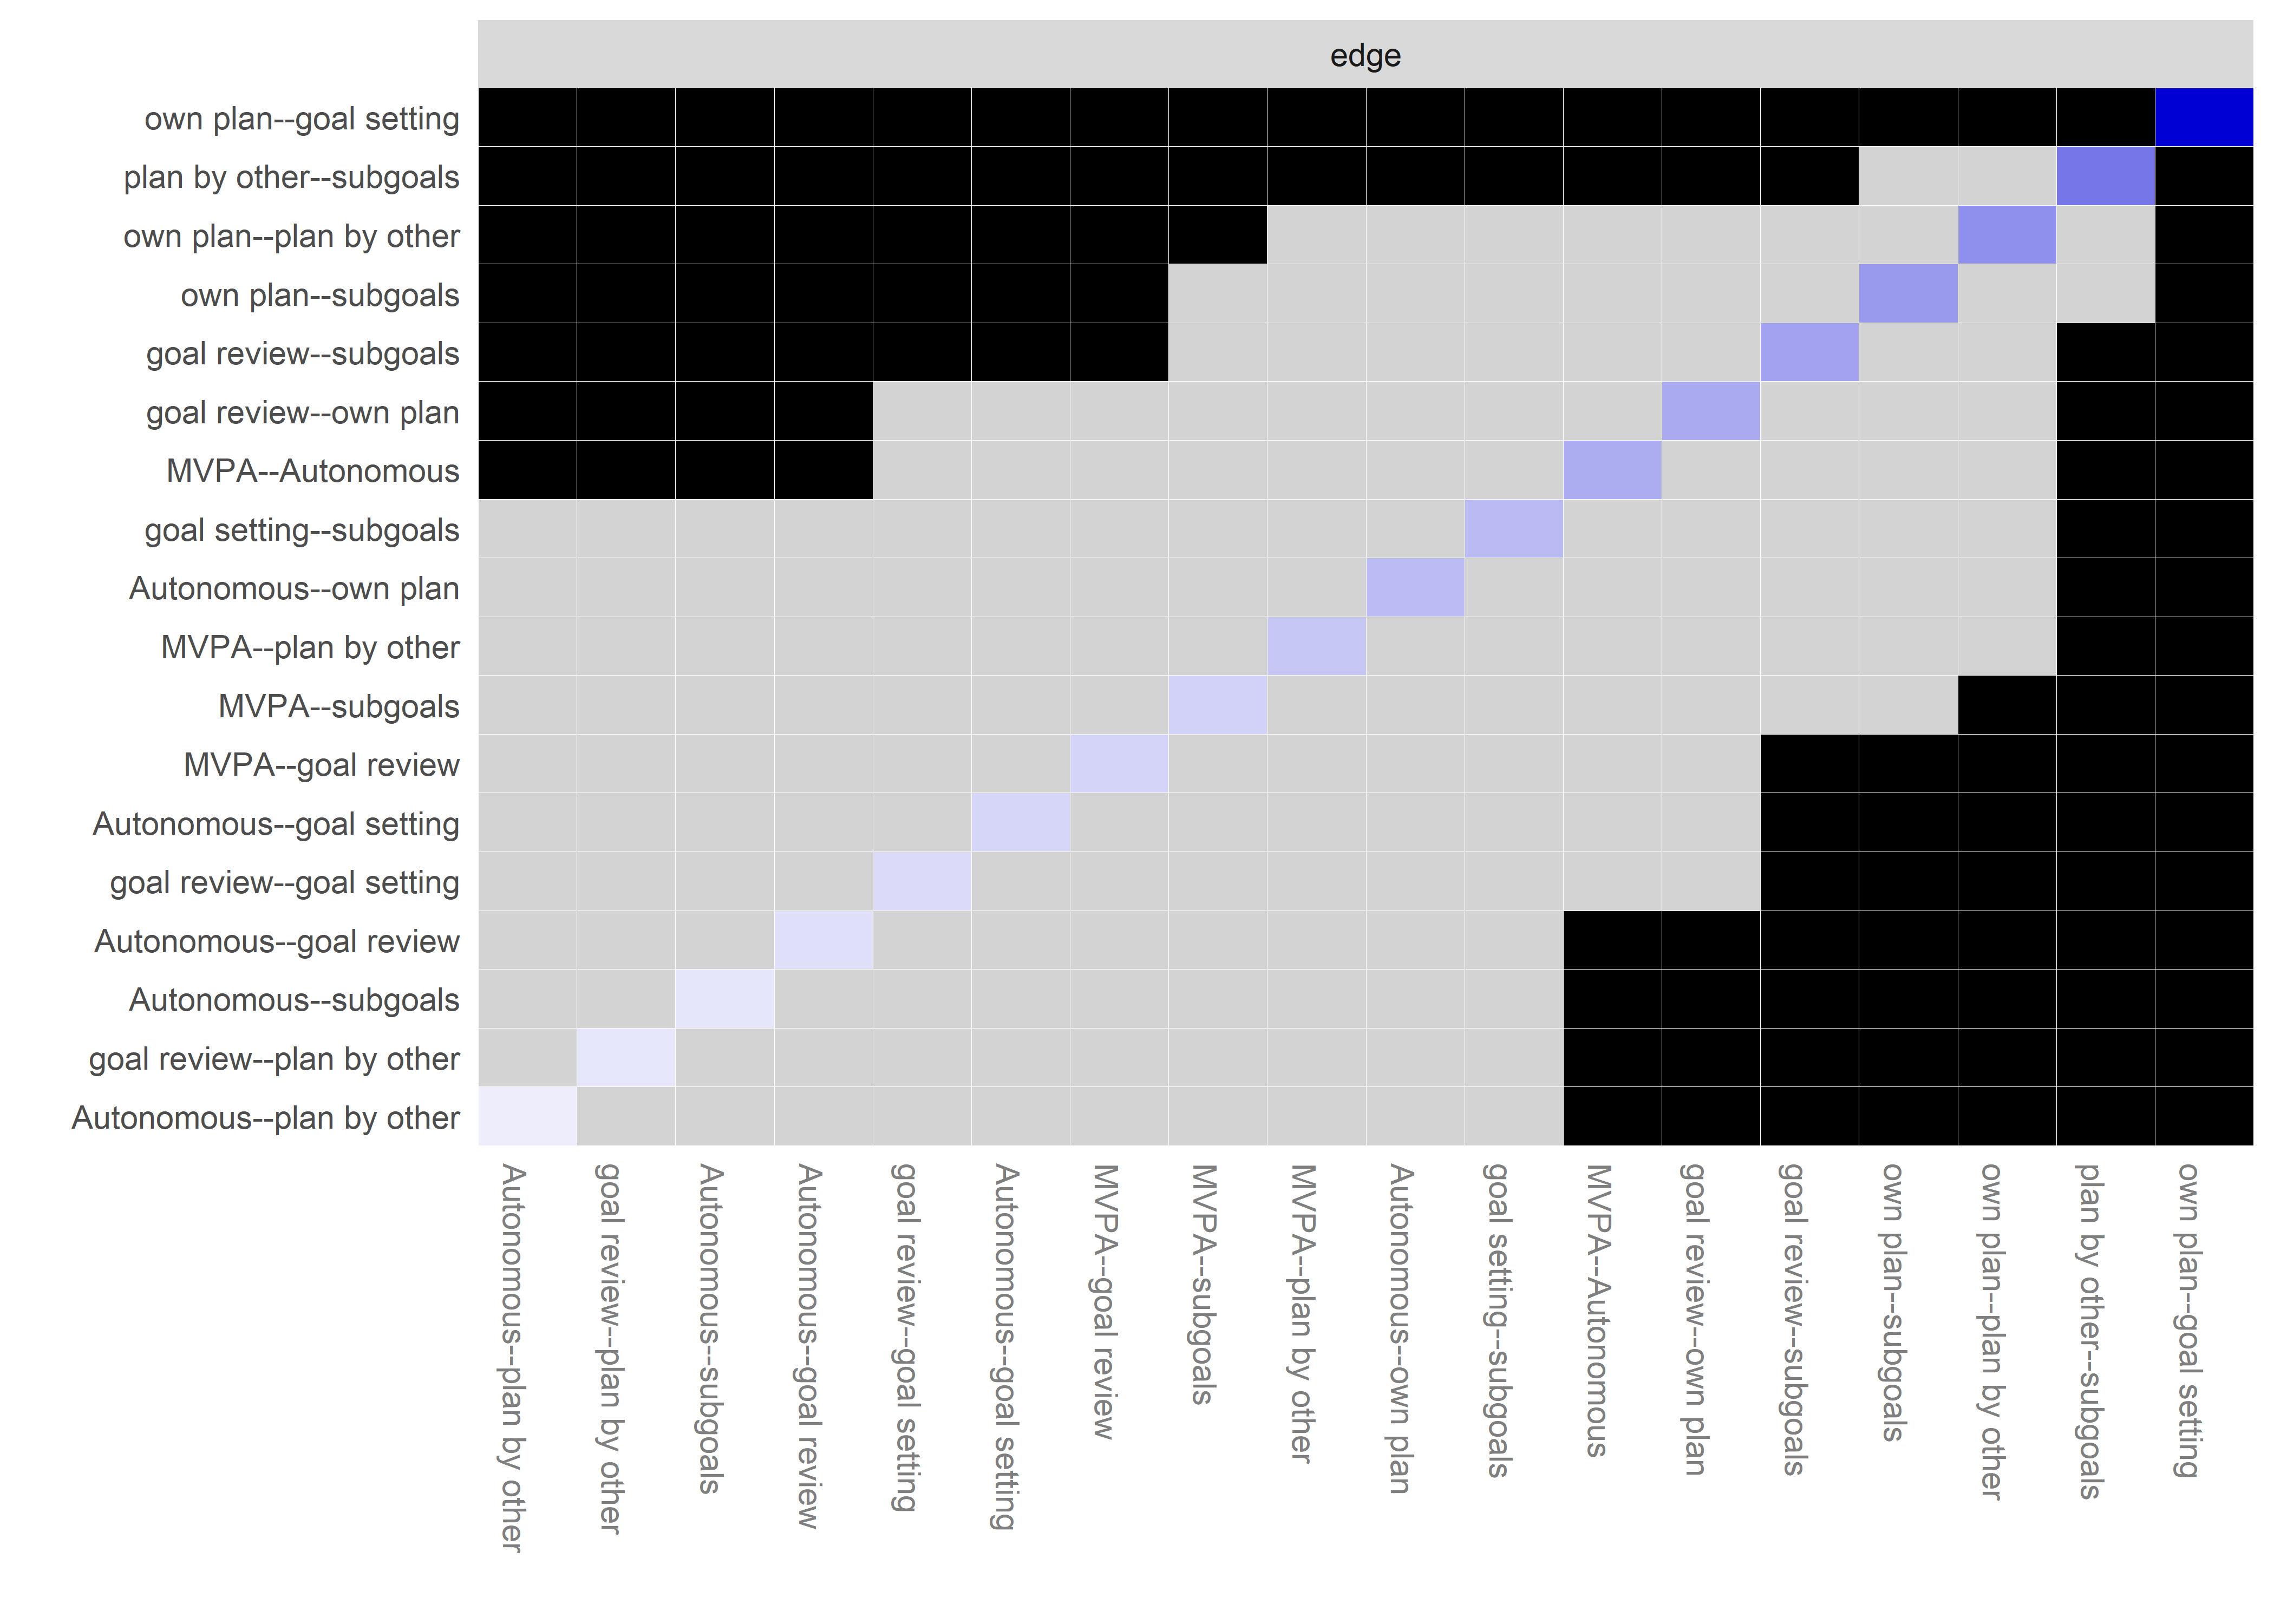 edge
own plan--goal setting
plan by other--subgoals
own plan--plan by other
own plan--subgoals
goal review--subgoals
goal review--own plan
MVPA--Autonomous
goal setting--subgoals
Autonomous--own plan
MVPA--plan by other
MVPA--subgoals
MVPA--goal review
Autonomous--goal setting
goal review--goal setting
Autonomous--goal review
Autonomous--subgoals
goal review--plan by other
Autonomous--plan by other
Autonomous--plan by other
goal review--plan by other
Autonomous--subgoals
Autonomous--goal review
goal review--goal setting
Autonomous--goal setting
MVPA--goal review
MVPA--subgoals
MVPA--plan by other
Autonomous--own plan
goal setting--subgoals
MVPA--Autonomous
goal review--own plan
goal review--subgoals
own plan--subgoals
own plan--plan by other
plan by other--subgoals
own plan--goal setting